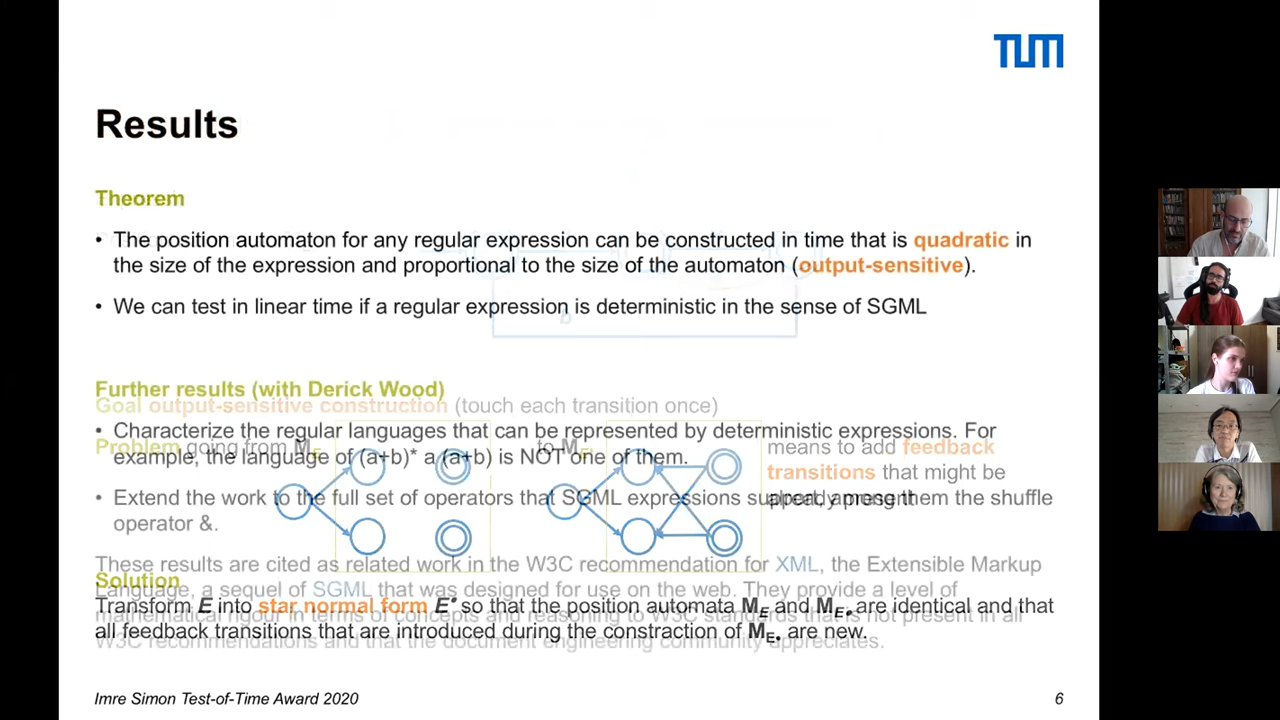 TUM
Results
Theorem
• The position automaton for any regular expression can be constructed in time that is quadratic in
the size of the expression and proportional to the size of the automaton (output-sensitive).
• We can test in linear time if a regular expression is deterministic in the sense of SGML
b
Further results (with Derick Wood)
Goal output-sensitive construction (touch each transition once)
• Characterize the regular languages that can be represented by deterministic expressions. For
example, the language of (a+b)* a (a+b) is NOT one of them.
Problem going from M to M means to add feedback
transitions that might be
already present
• Extend the work to the full set of operators that SGML expressions support, among them the shuffle
operator &.
These results are cited as related work in the W3C recommendation for XML, the Extensible Markup
Language, a sequel of SGML that was designed for use on the web. They provide a level of
mathematical rigour in terms of concepts and reasoning to W3C standards that is not present in all
W3C recommendations and that the document engineering community appreciates.
Solution
Transform E into star normal form E• so that the position automata ME and ME• are identical and that
all feedback transitions that are introduced during the constraction of ME• are new.
Imre Simon Test-of-Time Award 2020
6